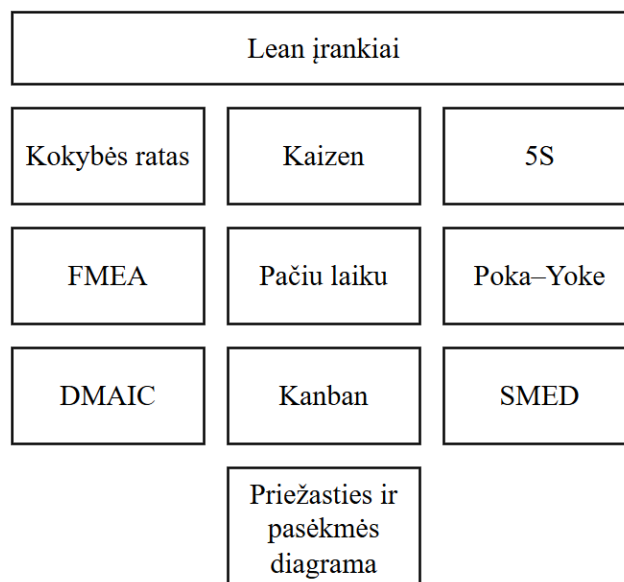 Lean įrankiai
Kokybės ratas
Kaizen
5S
FMEA
Pačiu laiku
Poka–Yoke
DMAIC
Kanban
SMED
Priežasties ir
pasėkmės
diagrama